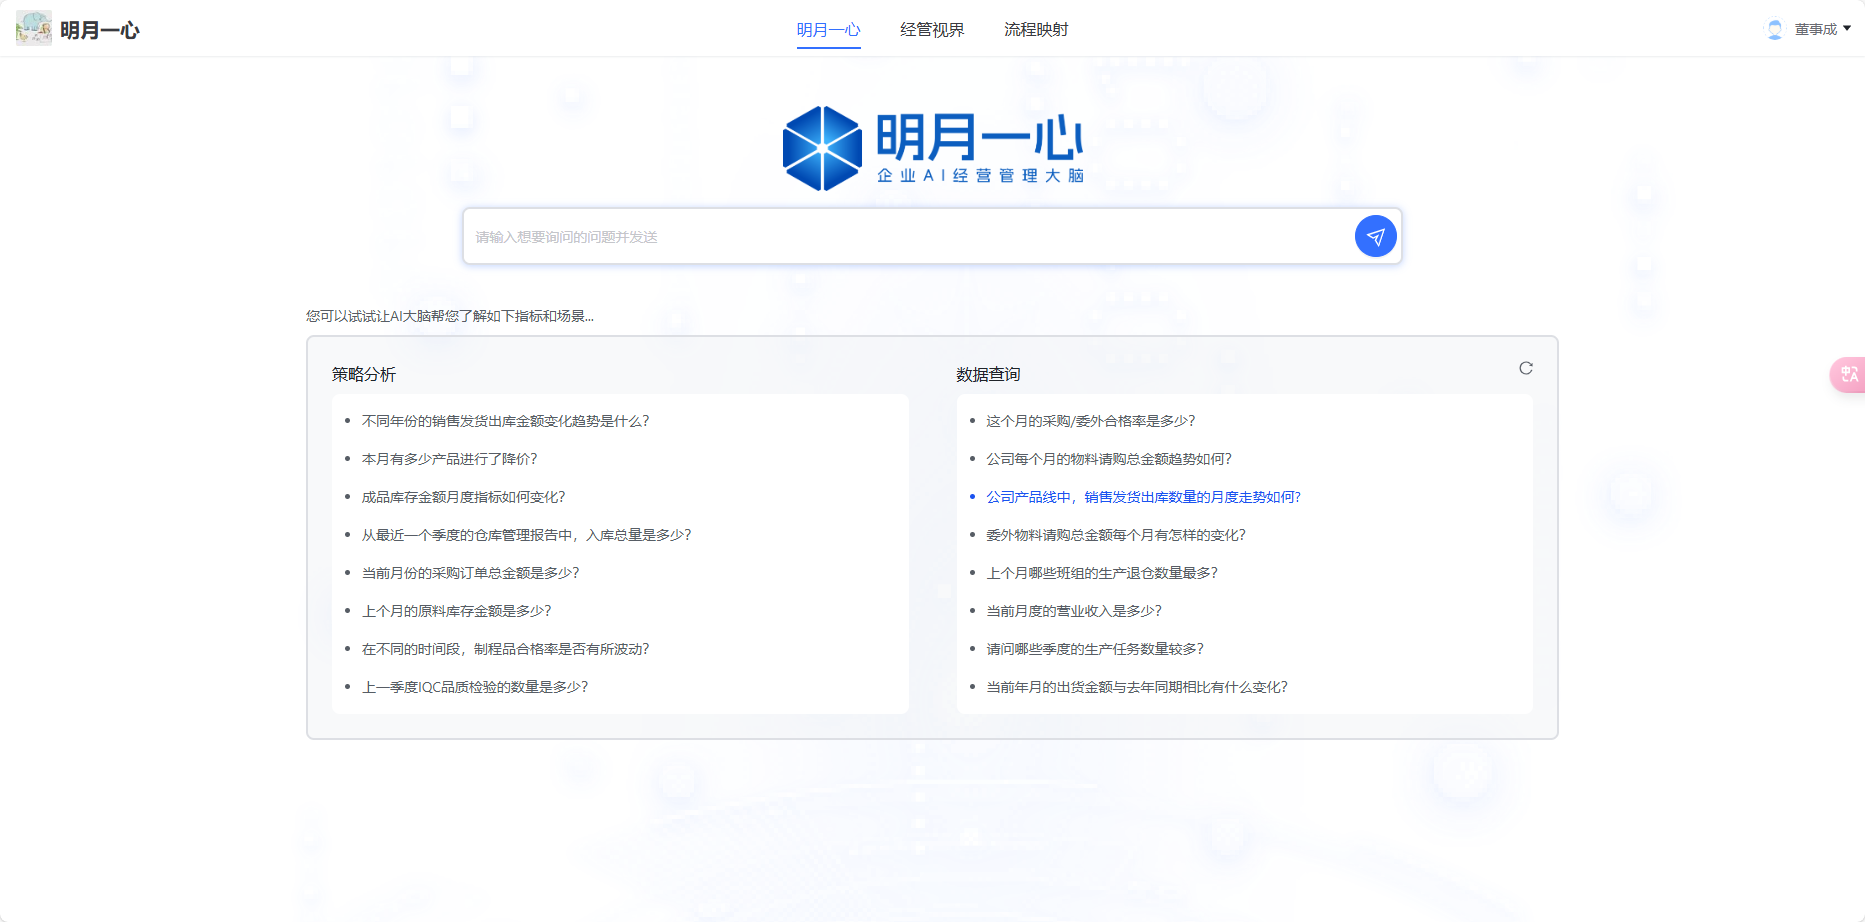 明月一心
明月一心
经管视界
流程映射
董事成
明月一心
企业AI经营管理大脑
请输入想要询问的问题并发送
您可以试试让AI大脑帮您了解如下指标和场景...
策略分析
不同年份的销售发货出库金额变化趋势是什么?
本月有多少产品进行了降价?
成品库存金额月度指标如何变化?
从最近一个季度的仓库管理报告中，入库总量是多少?
当前月份的采购订单总金额是多少?
上个月的原料库存金额是多少?
在不同的时间段，制程品合格率是否有所波动?
上一季度IQC品质检验的数量是多少?
数据查询
这个月的采购/委外合格率是多少?
公司每个月的物料请购总金额趋势如何?
公司产品线中，销售发货出库数量的月度走势如何?
委外物料请购总金额每个月有怎样的变化?
上个月哪些班组的生产退仓数量最多?
当前月度的营业收入是多少?
请问哪些季度的生产任务数量较多?
当前年月的出货金额与去年同期相比有什么变化?
中A